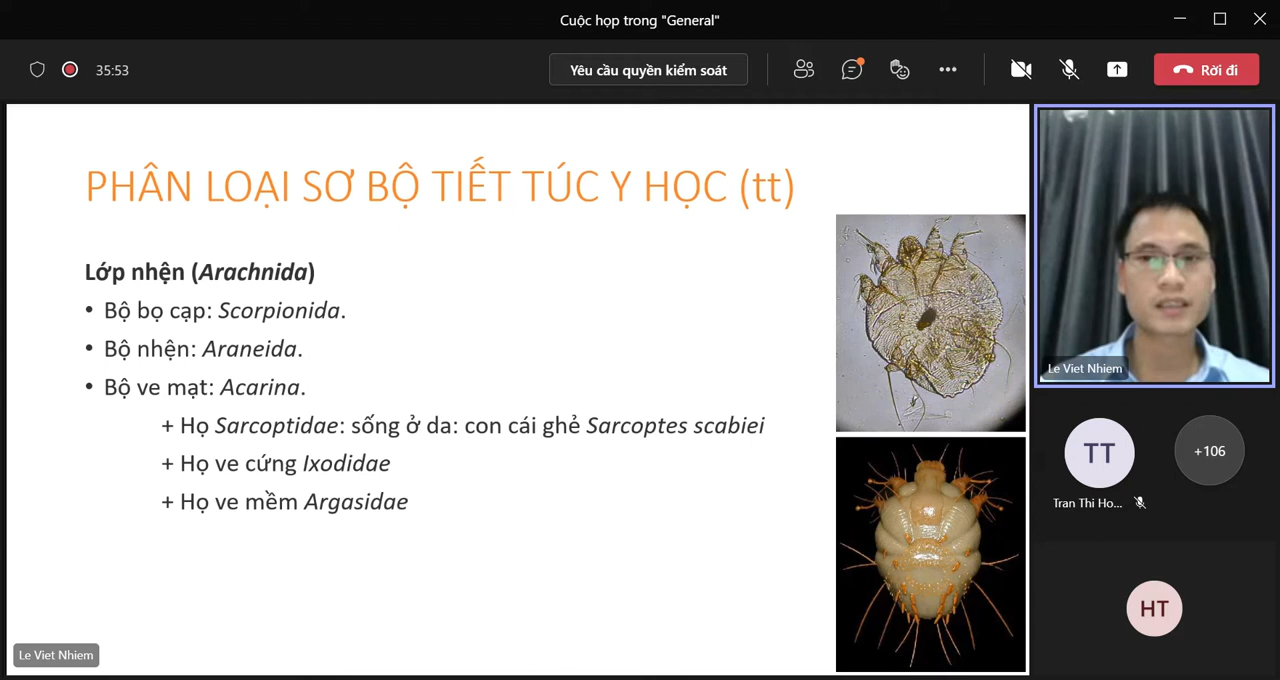 Cuộc họp trong "General"
35:53
Yêu cầu quyền kiểm soát
Rời đi
PHÂN LOẠI SƠ BỘ TIẾT TÚC Y HỌC (tt)
Lớp nhện (Arachnida)
• Bộ bọ cạp: Scorpionida.
• Bộ nhện: Araneida.
• Bộ ve mạt: Acarina.
+ Họ Sarcoptidae: sống ở da: con cái ghẻ Sarcoptes scabiei
+ Họ ve cứng Ixodidae
+ Họ ve mềm Argasidae
Le Viet Nhiem
Le Viet Nhiem
TT
+106
Tran Thi Ho...
HT